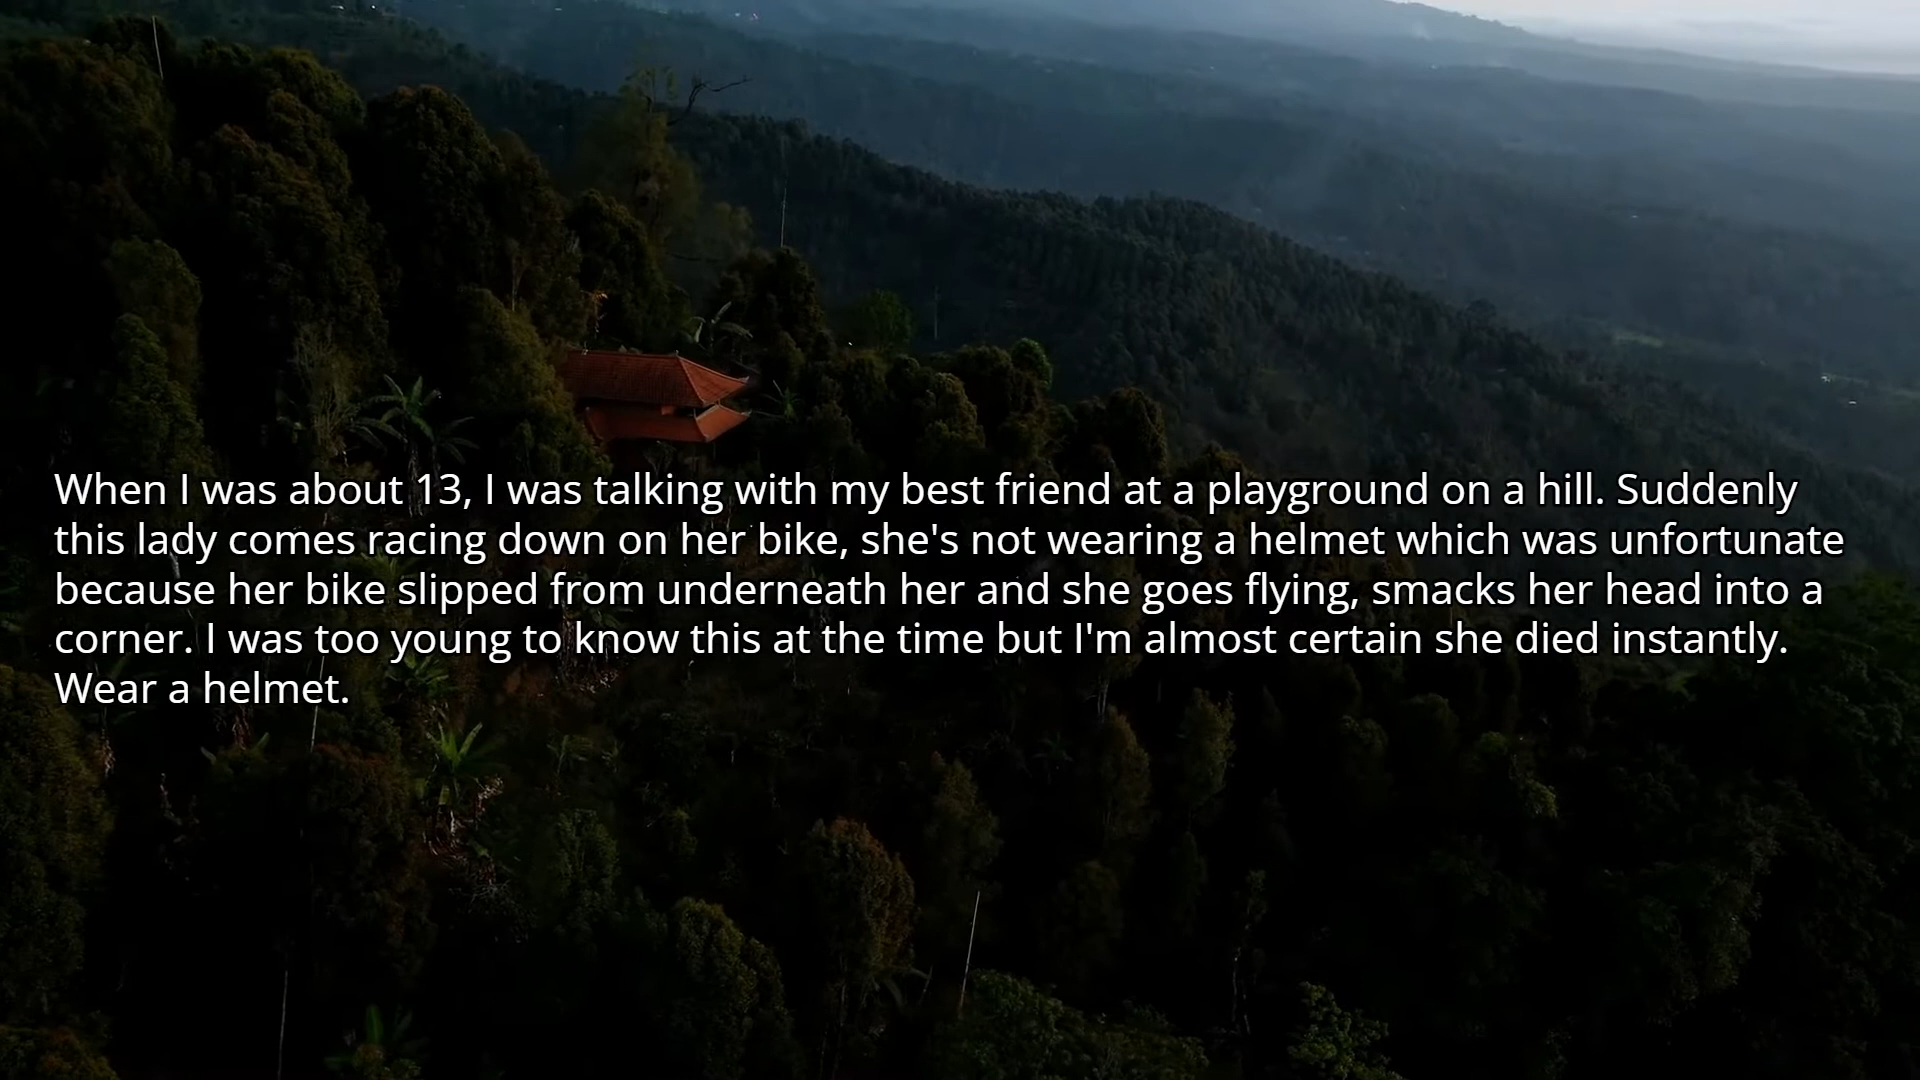 When I was about 13, I was talking with my best friend at a playground on a hill. Suddenly
this lady comes racing down on her bike, she's not wearing a helmet which was unfortunate
because her bike slipped from underneath her and she goes flying, smacks her head into a
corner. I was too young to know this at the time but I'm almost certain she died instantly.
Wear a helmet.